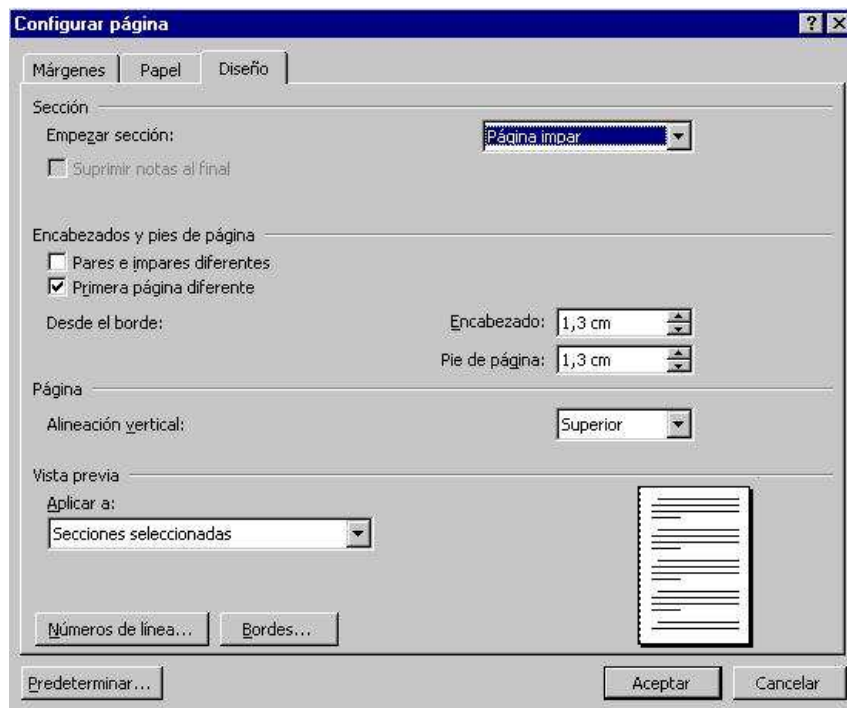 Configurar página
Márgenes Papel Diseño
Sección
Empezar sección: Página impar
Suprimir notas al final
Encabezados y pies de página
Pares e impares diferentes
Primera página diferente
Desde el borde: Encabezado: 1,3 cm
Pie de página: 1,3 cm
Página
Alineación vertical: Superior
Vista previa
Aplicar a:
Secciones seleccionadas
Números de línea... Bordes...
Predeterminar... Aceptar Cancelar